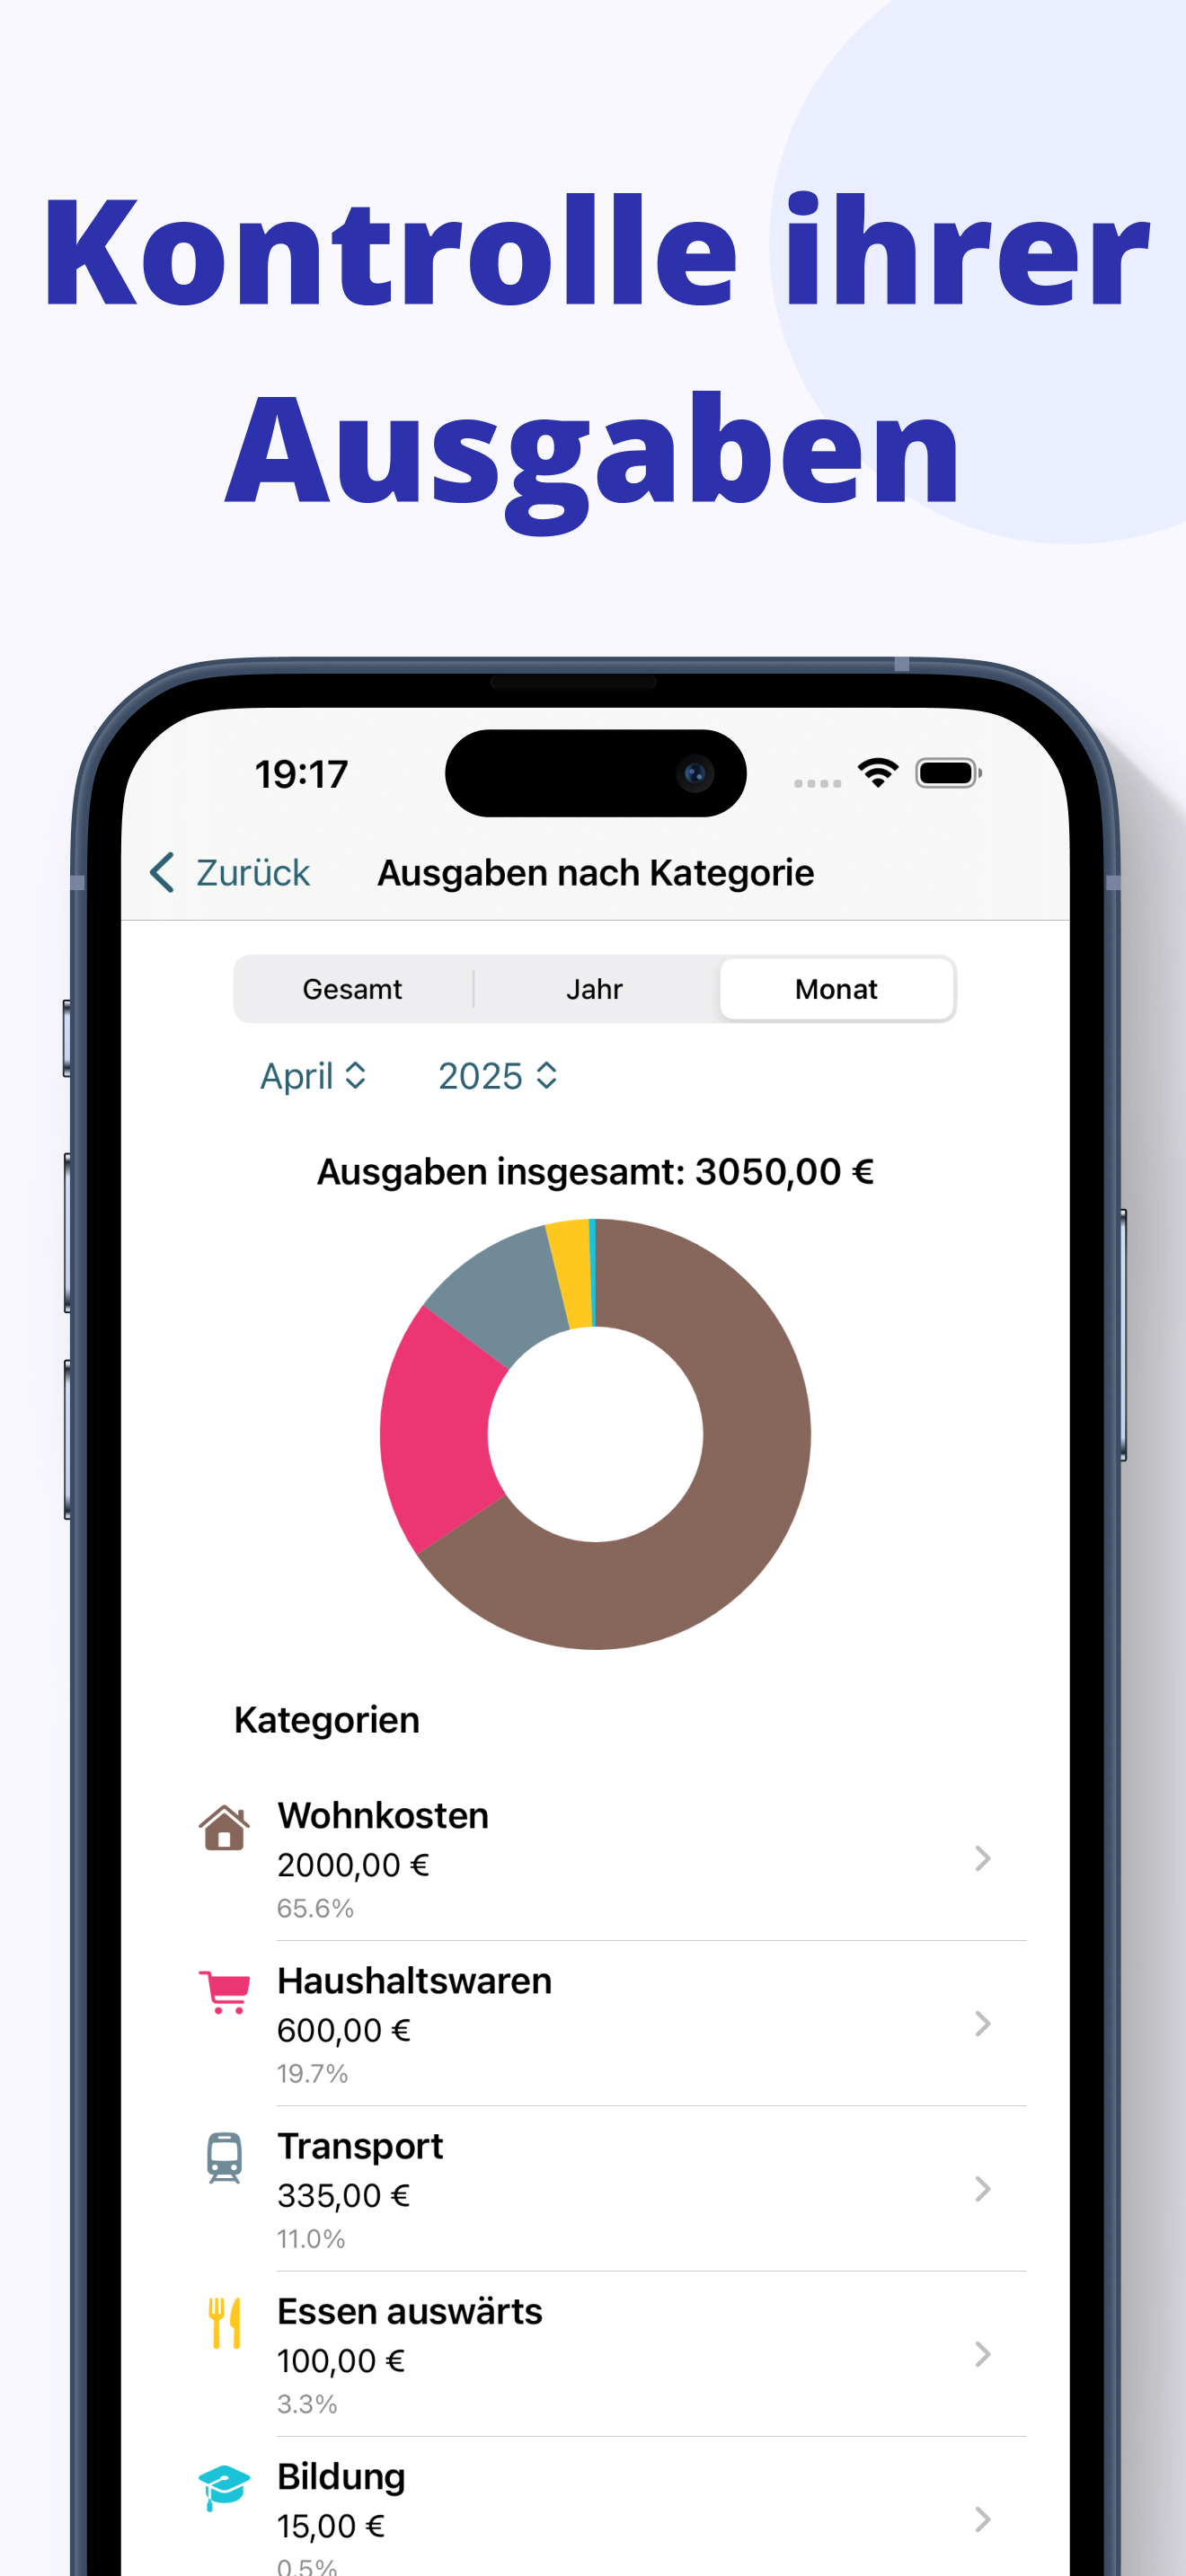 Kontrolle ihrer
Ausgaben
19:17
Zurück Ausgaben nach Kategorie
Gesamt Jahr Monat
April 2025
Ausgaben insgesamt: 3050,00 €
Kategorien
Wohnkosten
2000,00 €
65.6%
Haushaltswaren
600,00 €
19.7%
Transport
335,00 €
11.0%
Essen auswärts
100,00 €
3.3%
Bildung
15,00 €
0.5%